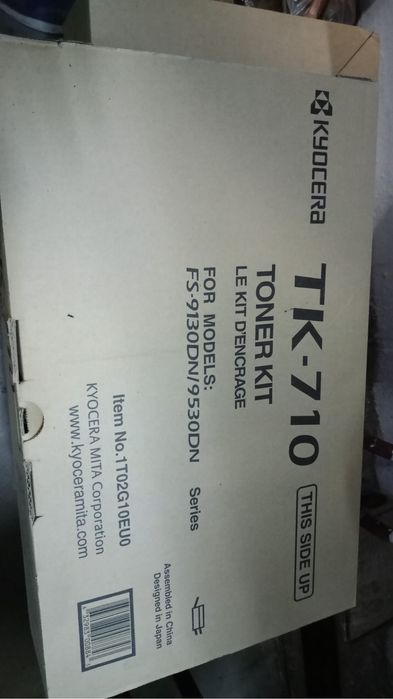 KYOCERA
TK-710
THIS SIDE UP
TONER KIT
LE KIT D'ENCRAGE
FOR MODELS:
FS-9130DN/9530DN Series
Item No.1T02G10EU0
KYOCERA MITA Corporation
www.kyoceramita.com
Assembled in China
Designed in Japan